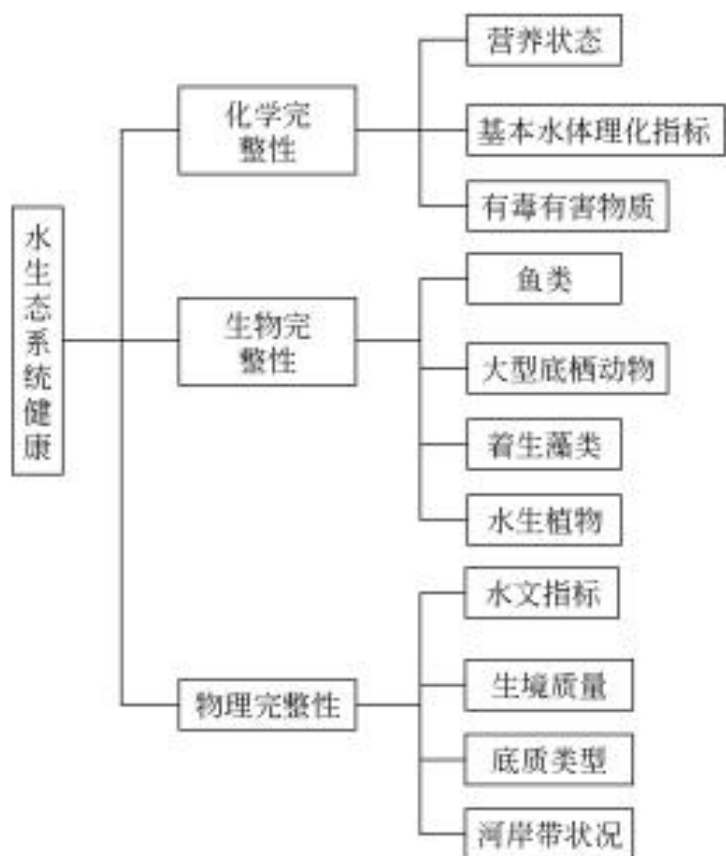 水生态系统健康
化学完
整性
营养状态
基本水体理化指标
有毒有害物质
生物完
整性
鱼类
大型底栖动物
着生藻类
水生植物
物理完整性
水文指标
生境质量
底质类型
河岸带状况